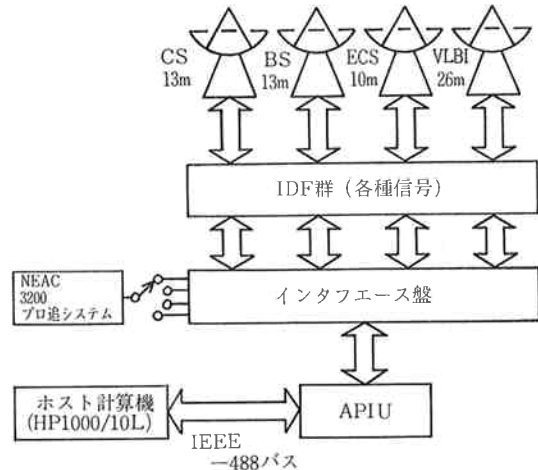 CS
13m
BS
13m
ECS
10m
VLBI
26m
IDF群（各種信号）
NEAC
3200
プロ追システム
インタフエース盤
ホスト計算機
(HP1000/10L)
APIU
IEEE
－488バス